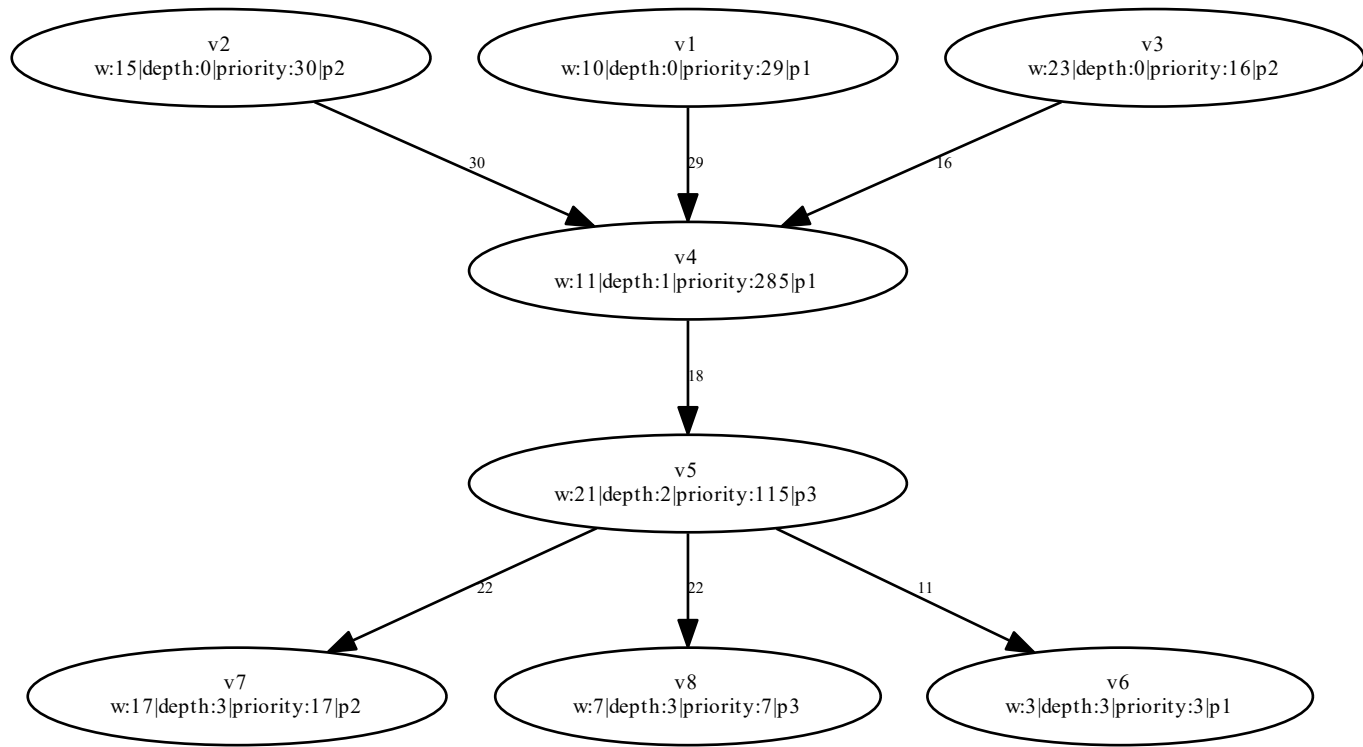 v2
w:15|depth:0|priority:30|p2
v1
w:10|depth:0|priority:29|p1
v3
w:23|depth:0|priority:16|p2
30
29
16
v4
w:11|depth:1|priority:285|p1
18
v5
w:21|depth:2|priority:115|p3
22
22
11
v7
w:17|depth:3|priority:17|p2
v8
w:7|depth:3|priority:7|p3
v6
w:3|depth:3|priority:3|p1